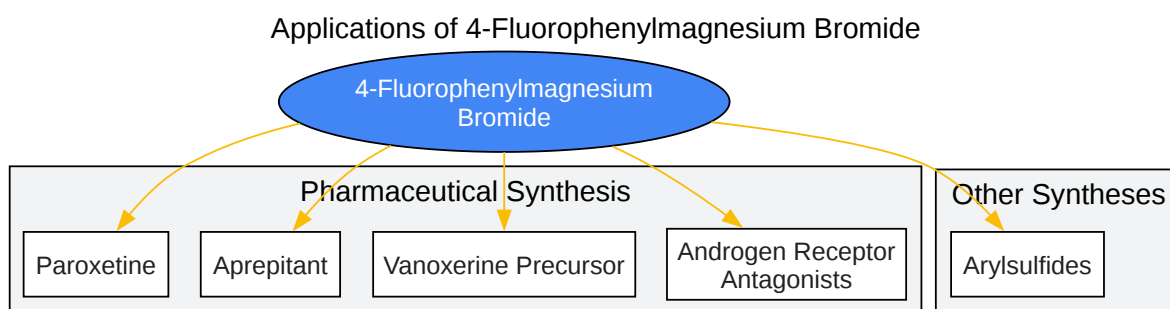 Applications of 4-Fluorophenylmagnesium Bromide
4-Fluorophenylmagnesium
Bromide
Pharmaceutical Synthesis
Other Syntheses
Paroxetine
Aprepitant
Vanoxerine Precursor
Androgen Receptor
Antagonists
Arylsulfides